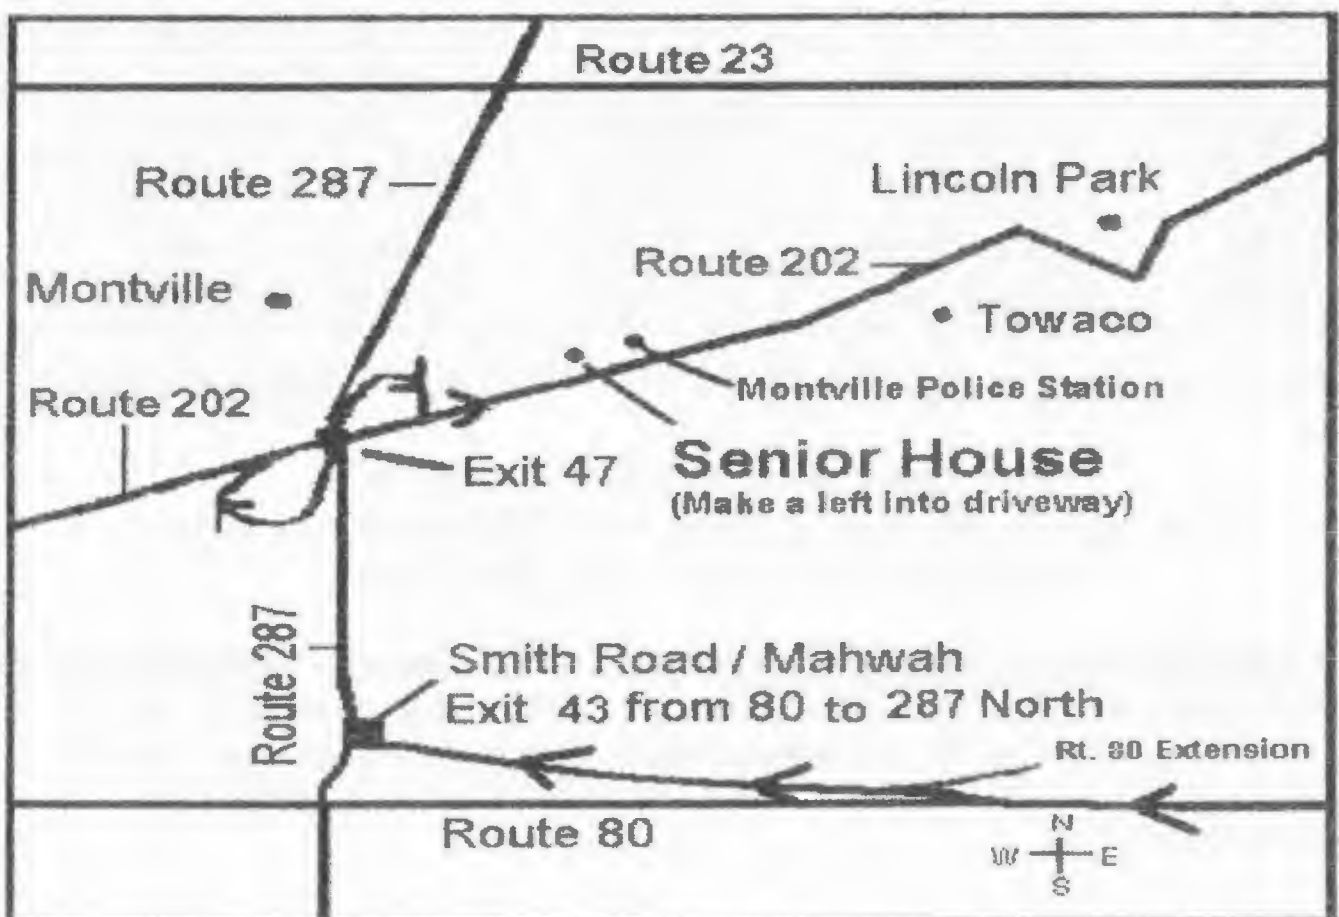 Route 23
Route 287
Lincoln Park
Route 202
Montville
Towaco
Montville Police Station
Route 202
Senior House
Exit 47
(Make a left into driveway)
Route 287
Smith Road / Mahwah
Exit 43 from 80 to 287 North
Rt. 80 Extension
Route 80
N
W E
S